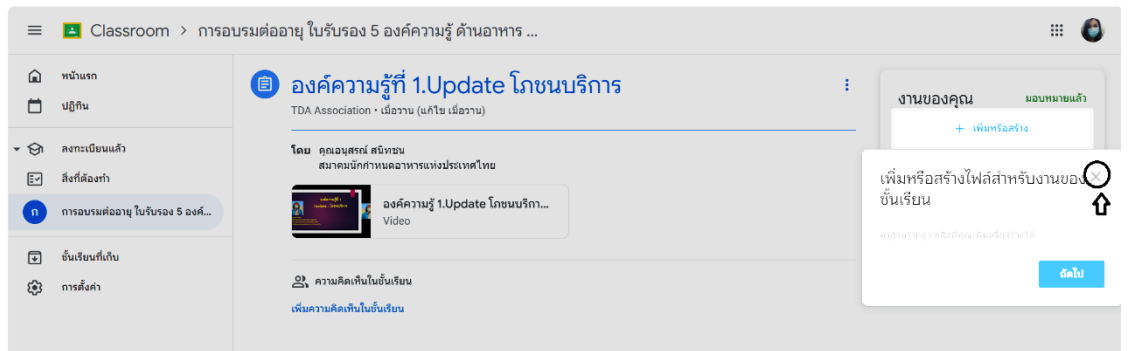 Classroom > การอบรมต่ออายุ ใบรับรอง 5 องค์ความรู้ ด้านอาหาร ...
หน้าแรก
ปฏิทิน
ลงทะเบียนแล้ว
สิ่งที่ต้องทำ
ก การอบรมต่ออายุ ใบรับรอง 5 องค์...
ชั้นเรียนที่เก็บ
การตั้งค่า
องค์ความรู้ที่ 1.Update โภชนบริการ
TDA Association • เมื่อวาน (แก้ไข เมื่อวาน)
โดย คุณอนุสรณ์ สนิทชน
สมาคมนักกำหนดอาหารแห่งประเทศไทย
องค์ความรู้ 1.Update โภชนบริกา...
Video
ความคิดเห็นในชั้นเรียน
เพิ่มความคิดเห็นในชั้นเรียน
งานของคุณ มอบหมายแล้ว
+ เพิ่มหรือสร้าง
เพิ่มหรือสร้างไฟล์สำหรับงานของ
ชั้นเรียน
ถัดไป